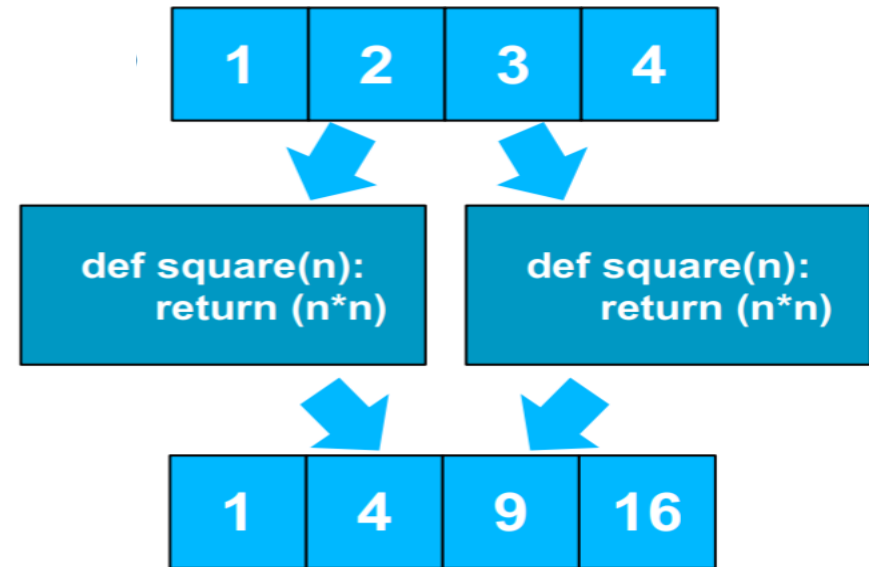 1 2 3 4
def square(n):
return (n*n)
def square(n):
return (n*n)
1 4 9 16